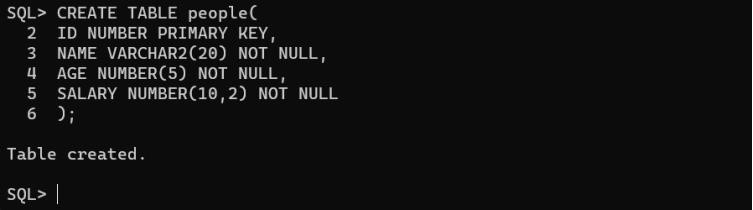 SQL> CREATE TABLE people(
  2  ID NUMBER PRIMARY KEY,
  3  NAME VARCHAR2(20) NOT NULL,
  4  AGE NUMBER(5) NOT NULL,
  5  SALARY NUMBER(10,2) NOT NULL
  6  );
Table created.
SQL>